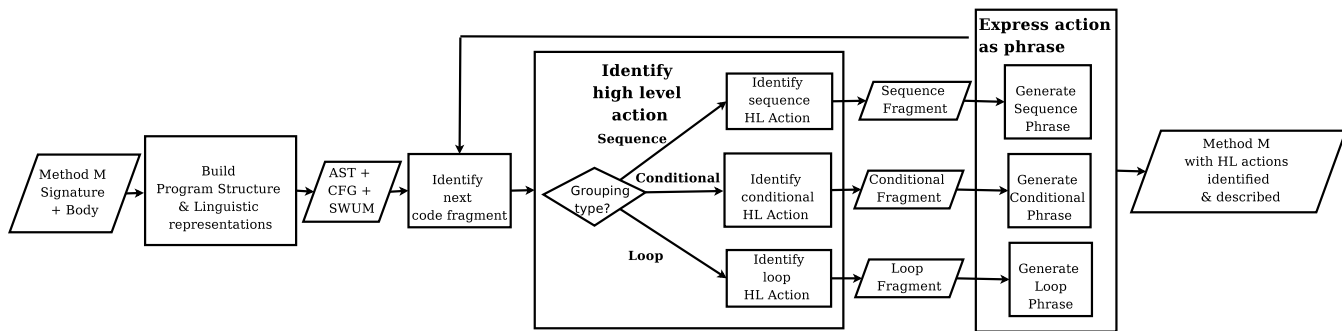 Method M
Signature
+ Body
Build
Program Structure
& Linguistic
representations
AST +
CFG +
SWUM
Identify
next
code fragment
Identify
high level
action
Grouping
type?
Sequence
Conditional
Loop
Identify
sequence
HL Action
Identify
conditional
HL Action
Identify
loop
HL Action
Sequence
Fragment
Conditional
Fragment
Loop
Fragment
Express action
as phrase
Generate
Sequence
Phrase
Generate
Conditional
Phrase
Generate
Loop
Phrase
Method M
with HL actions
identified
& described